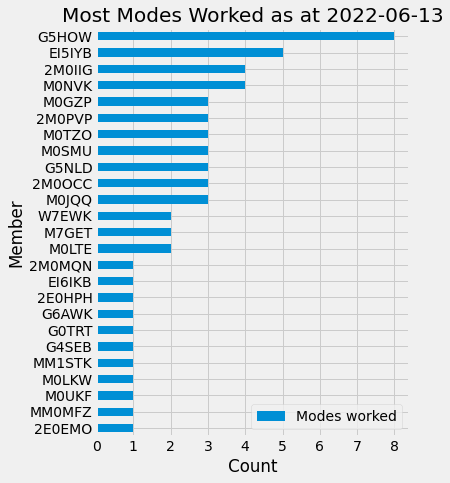 Most Modes Worked as at 2022-06-13
G5HOW
EI5IYB
2M0IIG
M0NVK
M0GZP
2M0PVP
M0TZO
M0SMU
G5NLD
2M0OCC
M0JQQ
W7EWK
M7GET
M0LTE
2M0MQN
EI6IKB
2E0HPH
G6AWK
G0TRT
G4SEB
MM1STK
M0LKW
M0UKF
MM0MFZ
2E0EMO
Member
Modes worked
0 1 2 3 4 5 6 7 8
Count